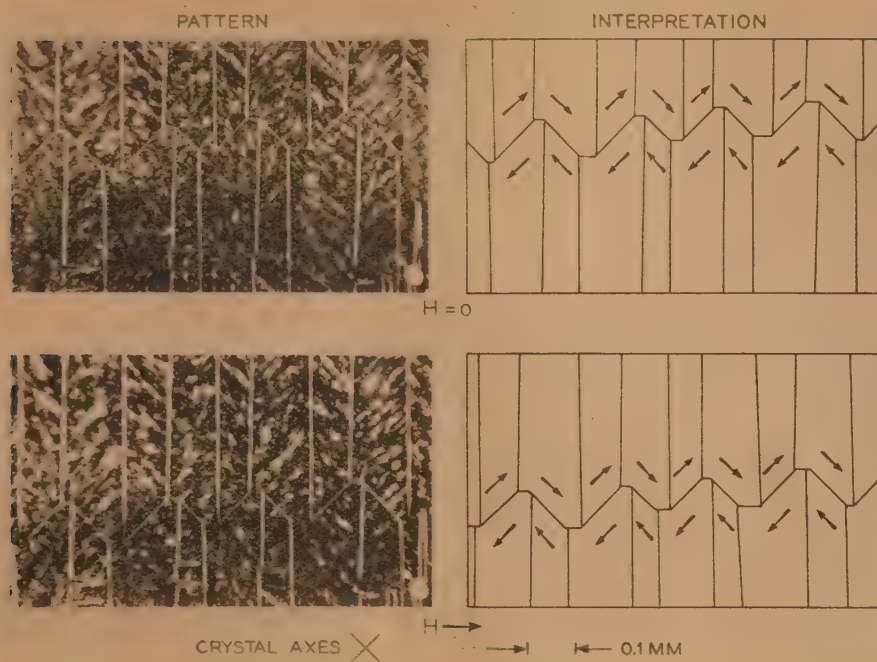 PATTERN
INTERPRETATION
H = 0
H
CRYSTAL AXES
0.1 MM